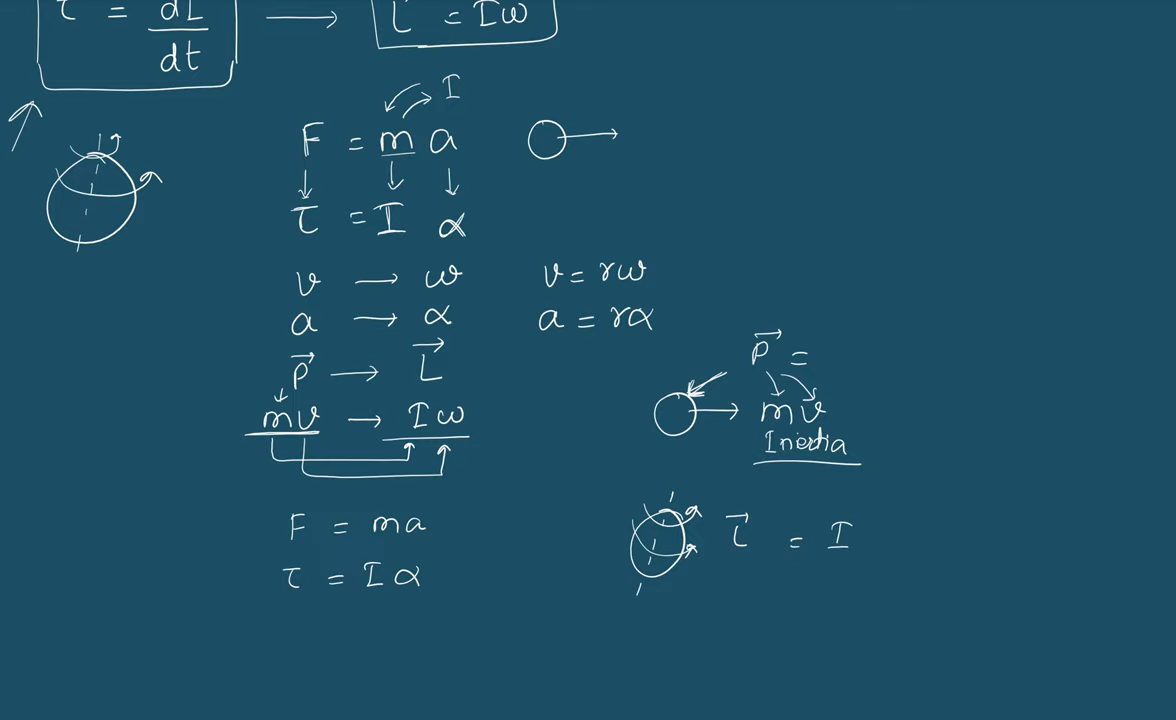 τ = dL/dt → L = Iω
I
F = m a
τ = I α
v → ω v = rω
a → α a = rα
p⃗ → L⃗ p⃗ =
mv → Iω mv
Inertia
F = ma
L⃗ = I
τ = Iα